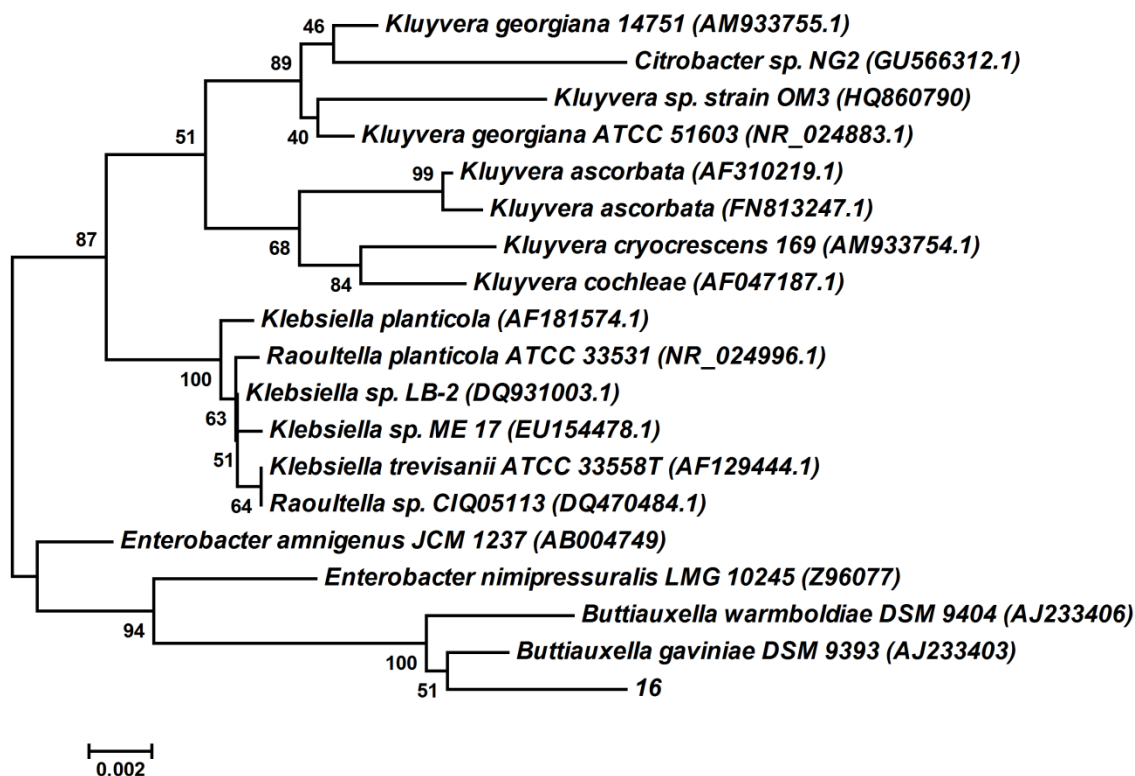 46
Kluyvera georgiana 14751 (AM933755.1)
Citrobacter sp. NG2 (GU566312.1)
89
Kluyvera sp. strain OM3 (HQ860790)
51
40
Kluyvera georgiana ATCC 51603 (NR_024883.1)
99
Kluyvera ascorbata (AF310219.1)
Kluyvera ascorbata (FN813247.1)
87
68
Kluyvera cryocrescens 169 (AM933754.1)
84
Kluyvera cochleae (AF047187.1)
Klebsiella planticola (AF181574.1)
Raoultella planticola ATCC 33531 (NR_024996.1)
100
Klebsiella sp. LB-2 (DQ931003.1)
63
Klebsiella sp. ME 17 (EU154478.1)
51
Klebsiella trevisanii ATCC 33558T (AF129444.1)
64
Raoultella sp. CIQ05113 (DQ470484.1)
Enterobacter amnigenus JCM 1237 (AB004749)
Enterobacter nimipressuralis LMG 10245 (Z96077)
94
Buttiauxella warmboldiae DSM 9404 (AJ233406)
100
Buttiauxella gaviniae DSM 9393 (AJ233403)
51
16
0.002